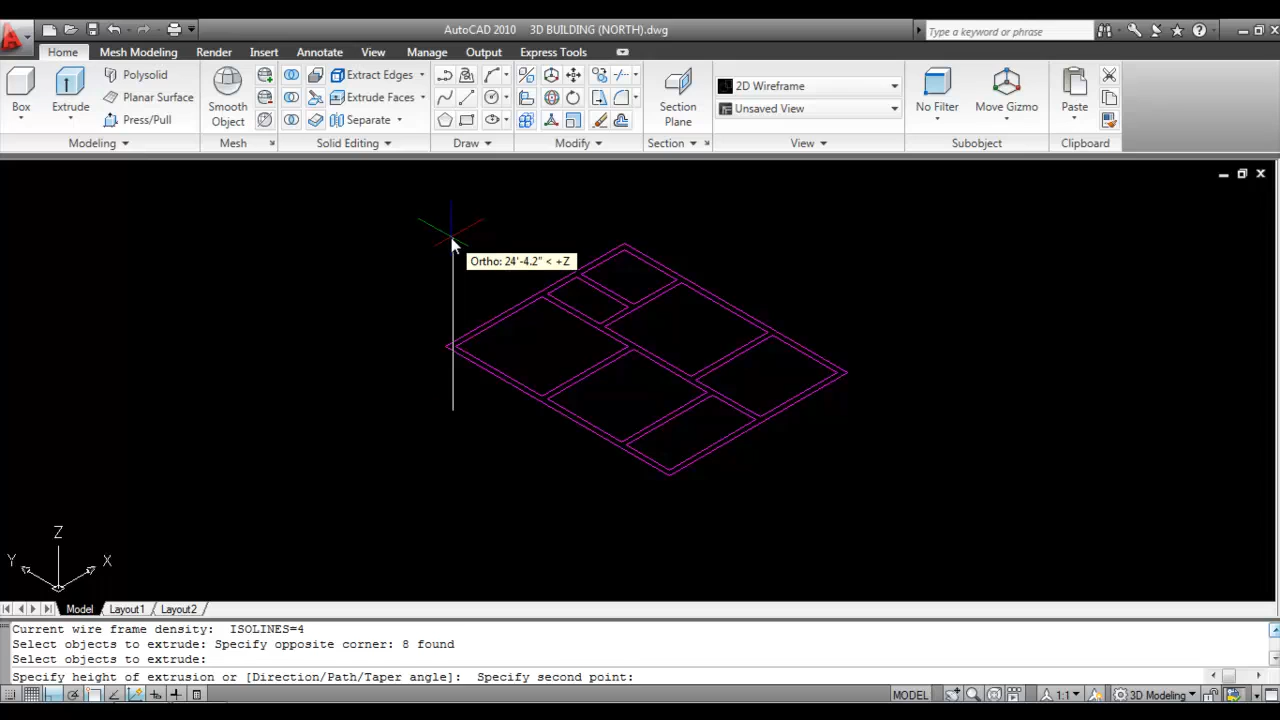 AutoCAD 2010 3D BUILDING (NORTH).dwg
Type a keyword or phrase
Home Mesh Modeling Render Insert Annotate View Manage Output Express Tools
Box
Extrude
Polysolid
Planar Surface
Press/Pull
Modeling
Smooth
Object
Mesh
Extract Edges
Extrude Faces
Separate
Solid Editing
Draw
Modify
Section
Plane
Section
2D Wireframe
Unsaved View
View
No Filter
Move Gizmo
Subobject
Paste
Clipboard
Ortho: 24'-4.2" < +Z
Z
Y
X
Model Layout1 Layout2
Current wire frame density: ISOLINES=4
Select objects to extrude: Specify opposite corner: 8 found
Select objects to extrude:
Specify height of extrusion or [Direction/Path/Taper angle]: Specify second point:
MODEL
1:1
3D Modeling